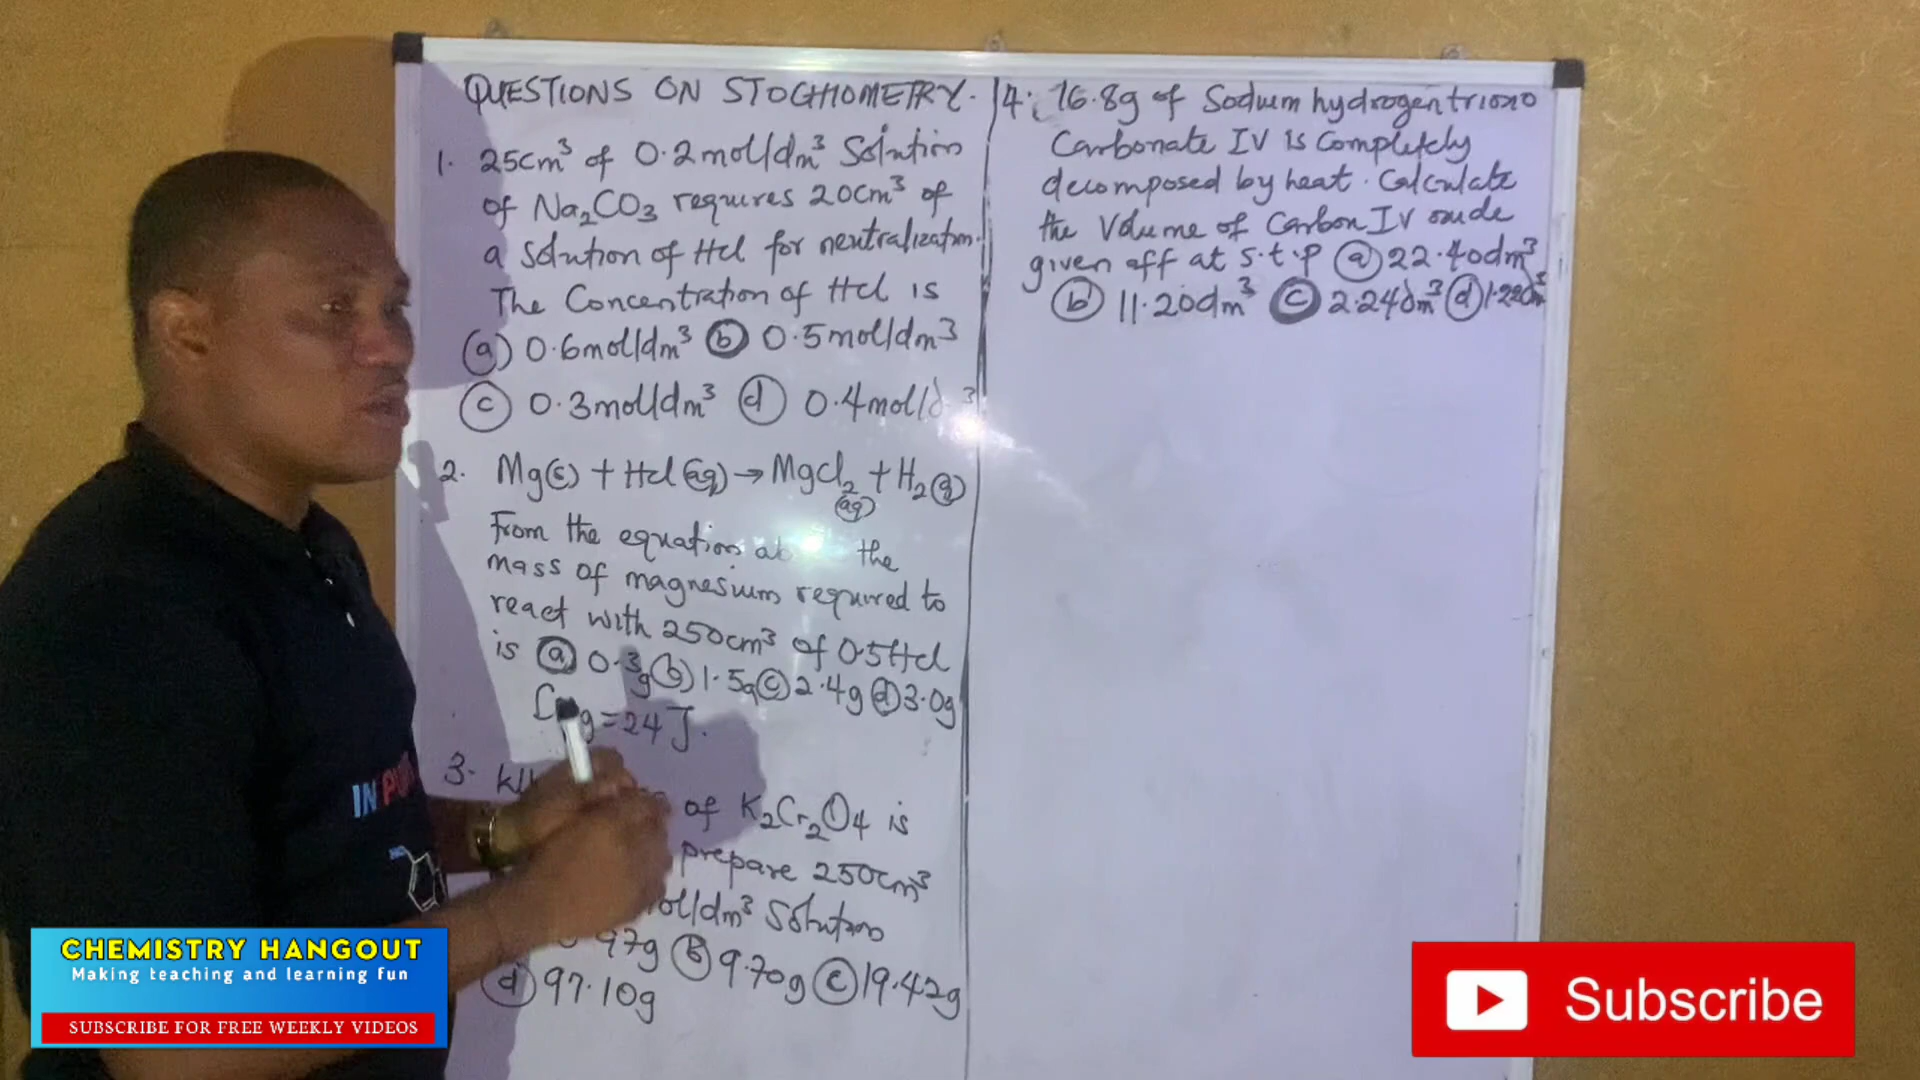 QUESTIONS ON STOCHIOMETRY.
1. 25cm³ of 0.2mol/dm³ Solution
of Na₂CO₃ requires 20cm³ of
a solution of Hcl for neutralization.
The Concentration of Hcl is
(a) 0.6mol/dm³ (b) 0.5mol/dm³
(c) 0.3mol/dm³ (d) 0.4mol/d 3
2. Mg(s) + Hcl(aq) → Mgcl₂ + H₂(g)
(aq)
From the equation ab the
mass of magnesium required to
react with 250cm³ of 0.5Hcl
is (a) 0.3g (b) 1.5g (c) 2.4g (d) 3.0g
g = 24].
3. of K₂Cr₂O₄ is
prepare 250cm³
ol/dm³ Solution
97g (B) 9.70g (c) 19.42g
(d) 97.10g
4. 16.8g of Sodium hydrogentrioxo
Carbonate IV is Completely
decomposed by heat. Calculate
the Volume of Carbon IV oxide
given off at s.t.p (a) 22.40dm³
(b) 11.20dm³ (c) 2.24dm³ (d)
IN
CHEMISTRY HANGOUT
Making teaching and learning fun
SUBSCRIBE FOR FREE WEEKLY VIDEOS
Subscribe